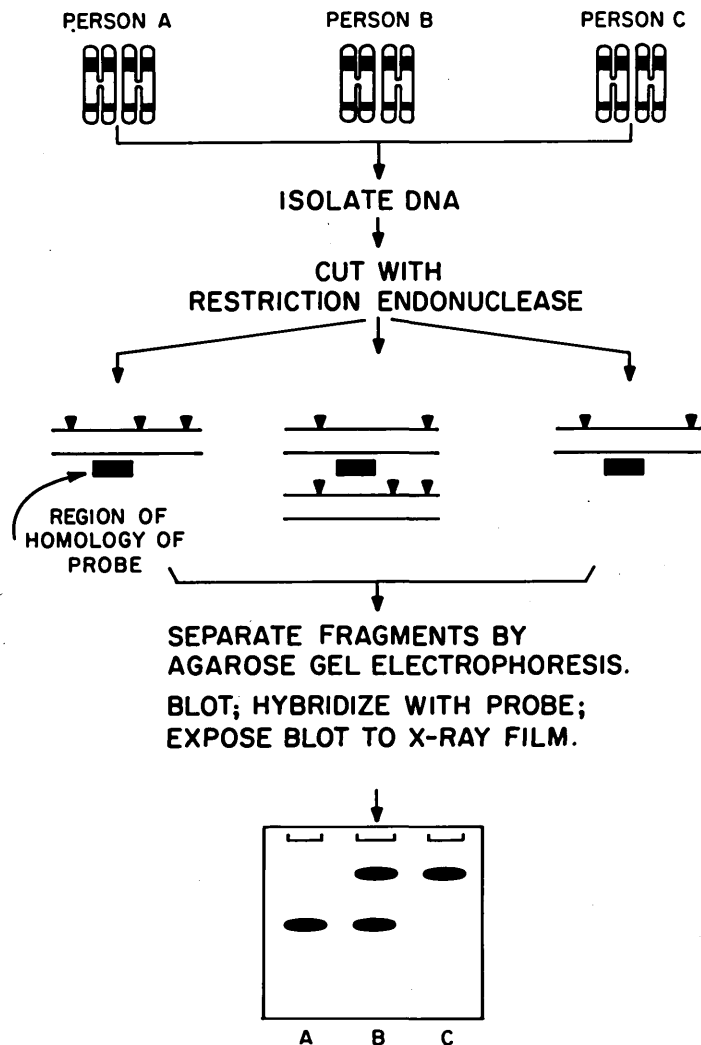 PERSON A
PERSON B
PERSON C
ISOLATE DNA
CUT WITH
RESTRICTION ENDONUCLEASE
REGION OF
HOMOLOGY OF
PROBE
SEPARATE FRAGMENTS BY
AGAROSE GEL ELECTROPHORESIS.
BLOT; HYBRIDIZE WITH PROBE;
EXPOSE BLOT TO X-RAY FILM.
A
B
C